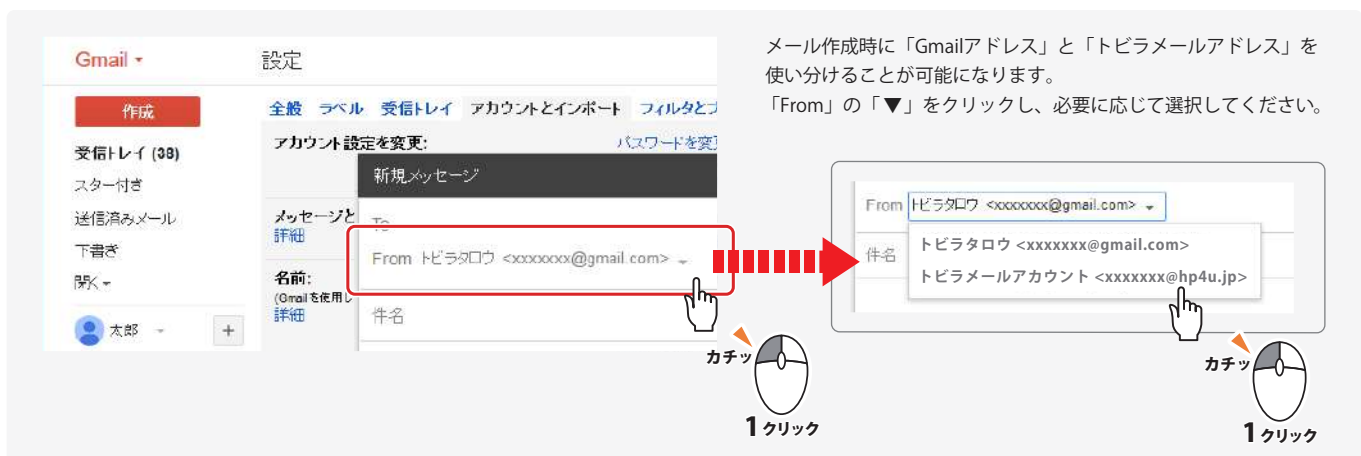 メール作成時に「Gmailアドレス」と「トビラメールアドレス」を
使い分けることが可能になります。
「From」の「▼」をクリックし、必要に応じて選択してください。
Gmail
設定
作成
全般 ラベル 受信トレイ アカウントとインポート フィルタとブ
受信トレイ (38)
スター付き
送信済みメール
下書き
開く
太郎
+
アカウント設定を変更:
パスワードを変更
メッセージと
詳細
名前:
(Gmailを使用し
詳細
新規メッセージ
To
From トビラタロウ <xxxxxxx@gmail.com>
件名
カチッ
1クリック
From トビラタロウ <xxxxxxx@gmail.com>
件名
トビラタロウ <xxxxxxx@gmail.com>
トビラメールアカウント <xxxxxxx@hp4u.jp>
カチッ
1クリック